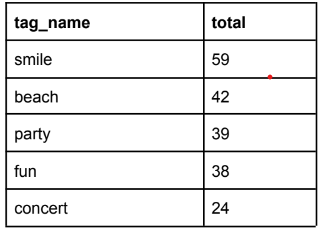 tag_name total
smile 59
beach 42
party 39
fun 38
concert 24